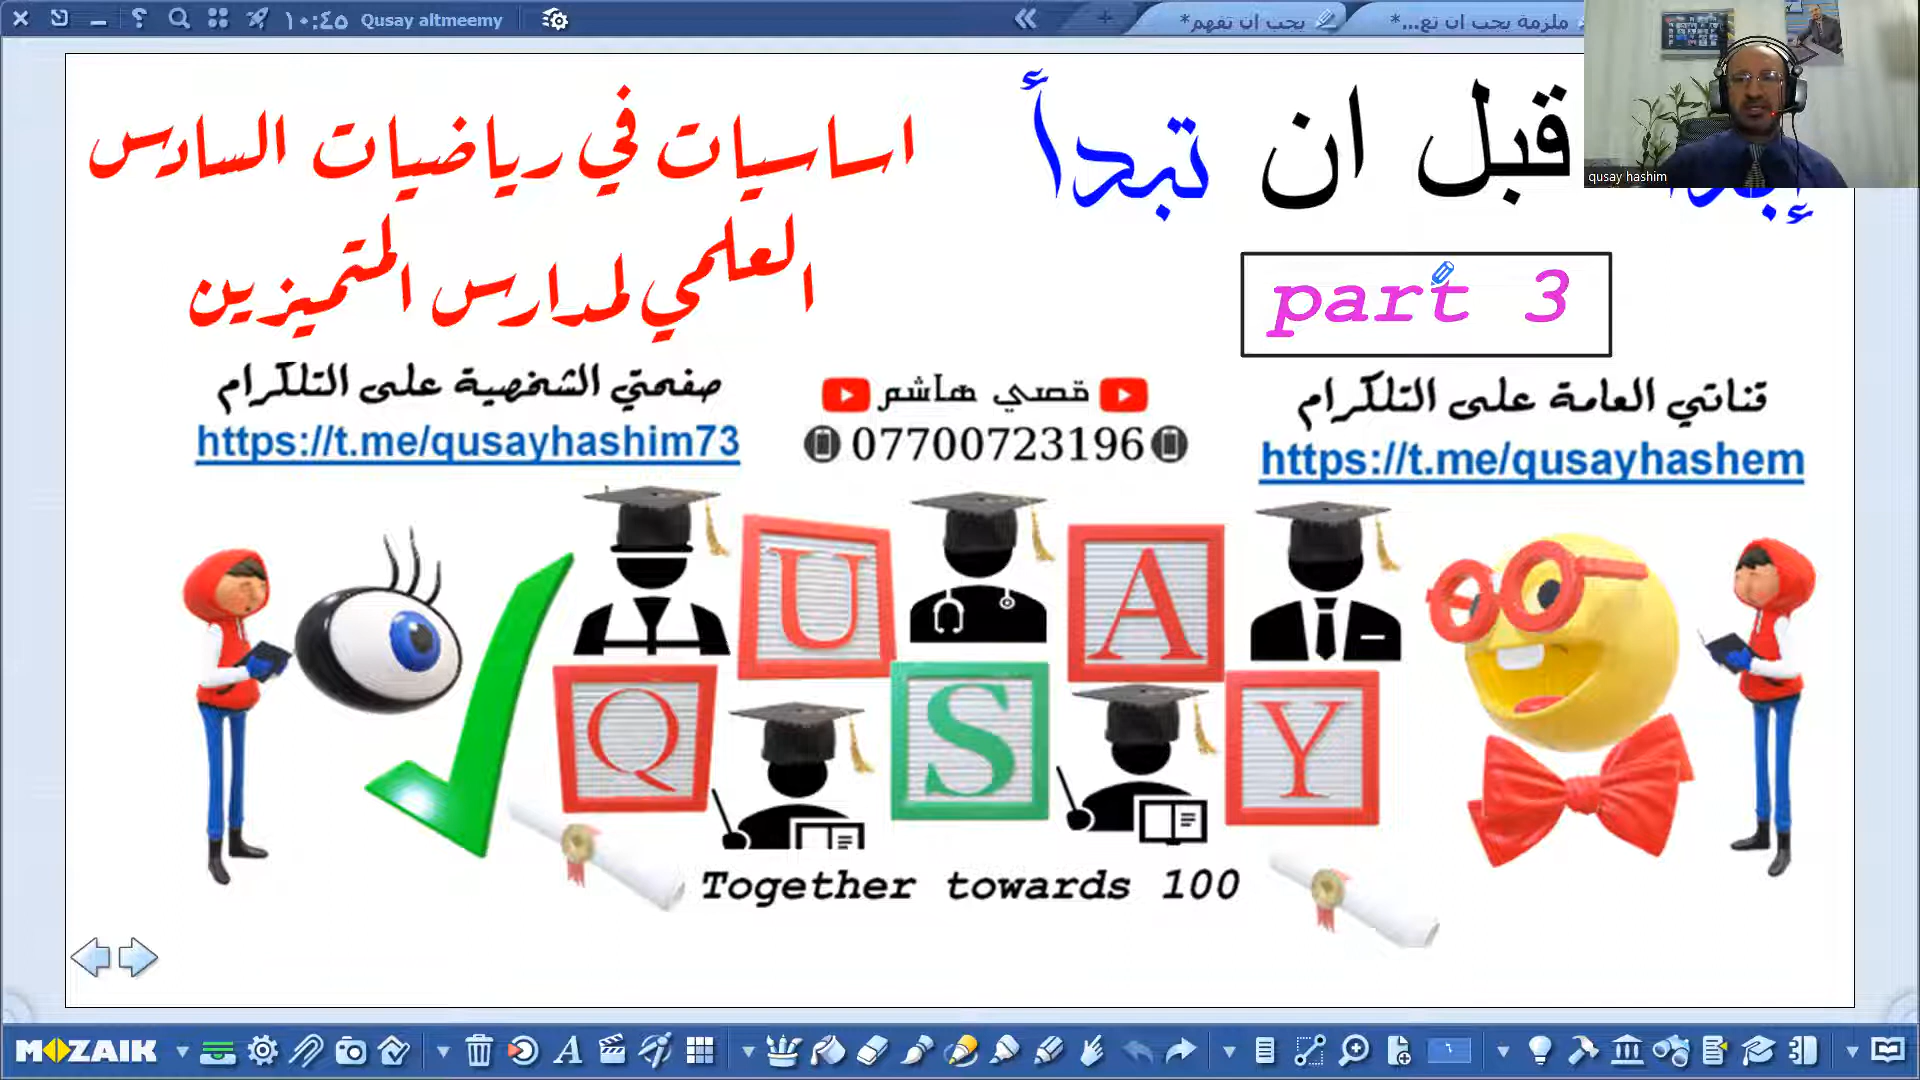 ١٠:٤٥ Qusay altmeemy
يجب ان تفهم*
ملزمة يجب ان تع...*
qusay hashim
قبل ان تبدأ
اساسيات في رياضيات السادس
العلمي لمدارس المتميزين
part 3
قناتي العامة على التلكرام
https://t.me/qusayhashem
قصي هاشم
07700723196
صفحتي الشخهية على التلكرام
https://t.me/qusayhashim73
U A
Q S Y
Together towards 100
MOZAIK
1